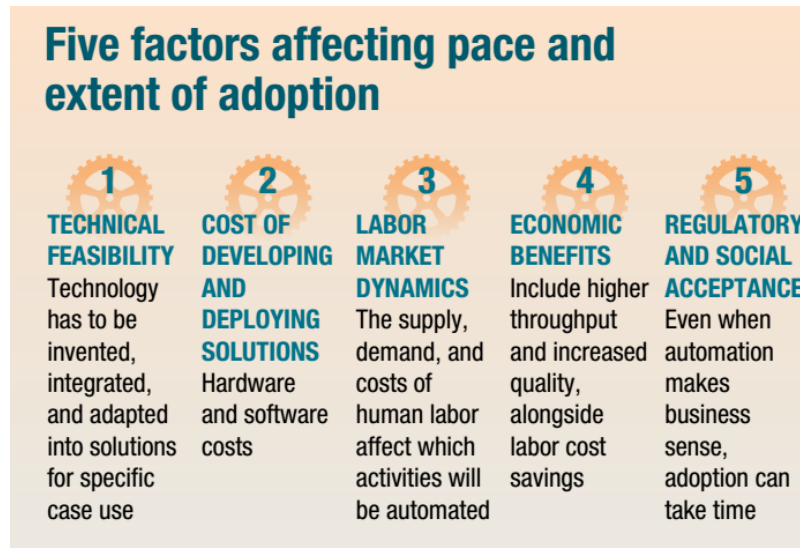 Five factors affecting pace and
extent of adoption
1
TECHNICAL
FEASIBILITY
Technology
has to be
invented,
integrated,
and adapted
into solutions
for specific
case use
2
COST OF
DEVELOPING
AND
DEPLOYING
SOLUTIONS
Hardware
and software
costs
3
LABOR
MARKET
DYNAMICS
The supply,
demand, and
costs of
human labor
affect which
activities will
be automated
4
ECONOMIC
BENEFITS
Include higher
throughput
and increased
quality,
alongside
labor cost
savings
5
REGULATORY
AND SOCIAL
ACCEPTANCE
Even when
automation
makes
business
sense,
adoption can
take time